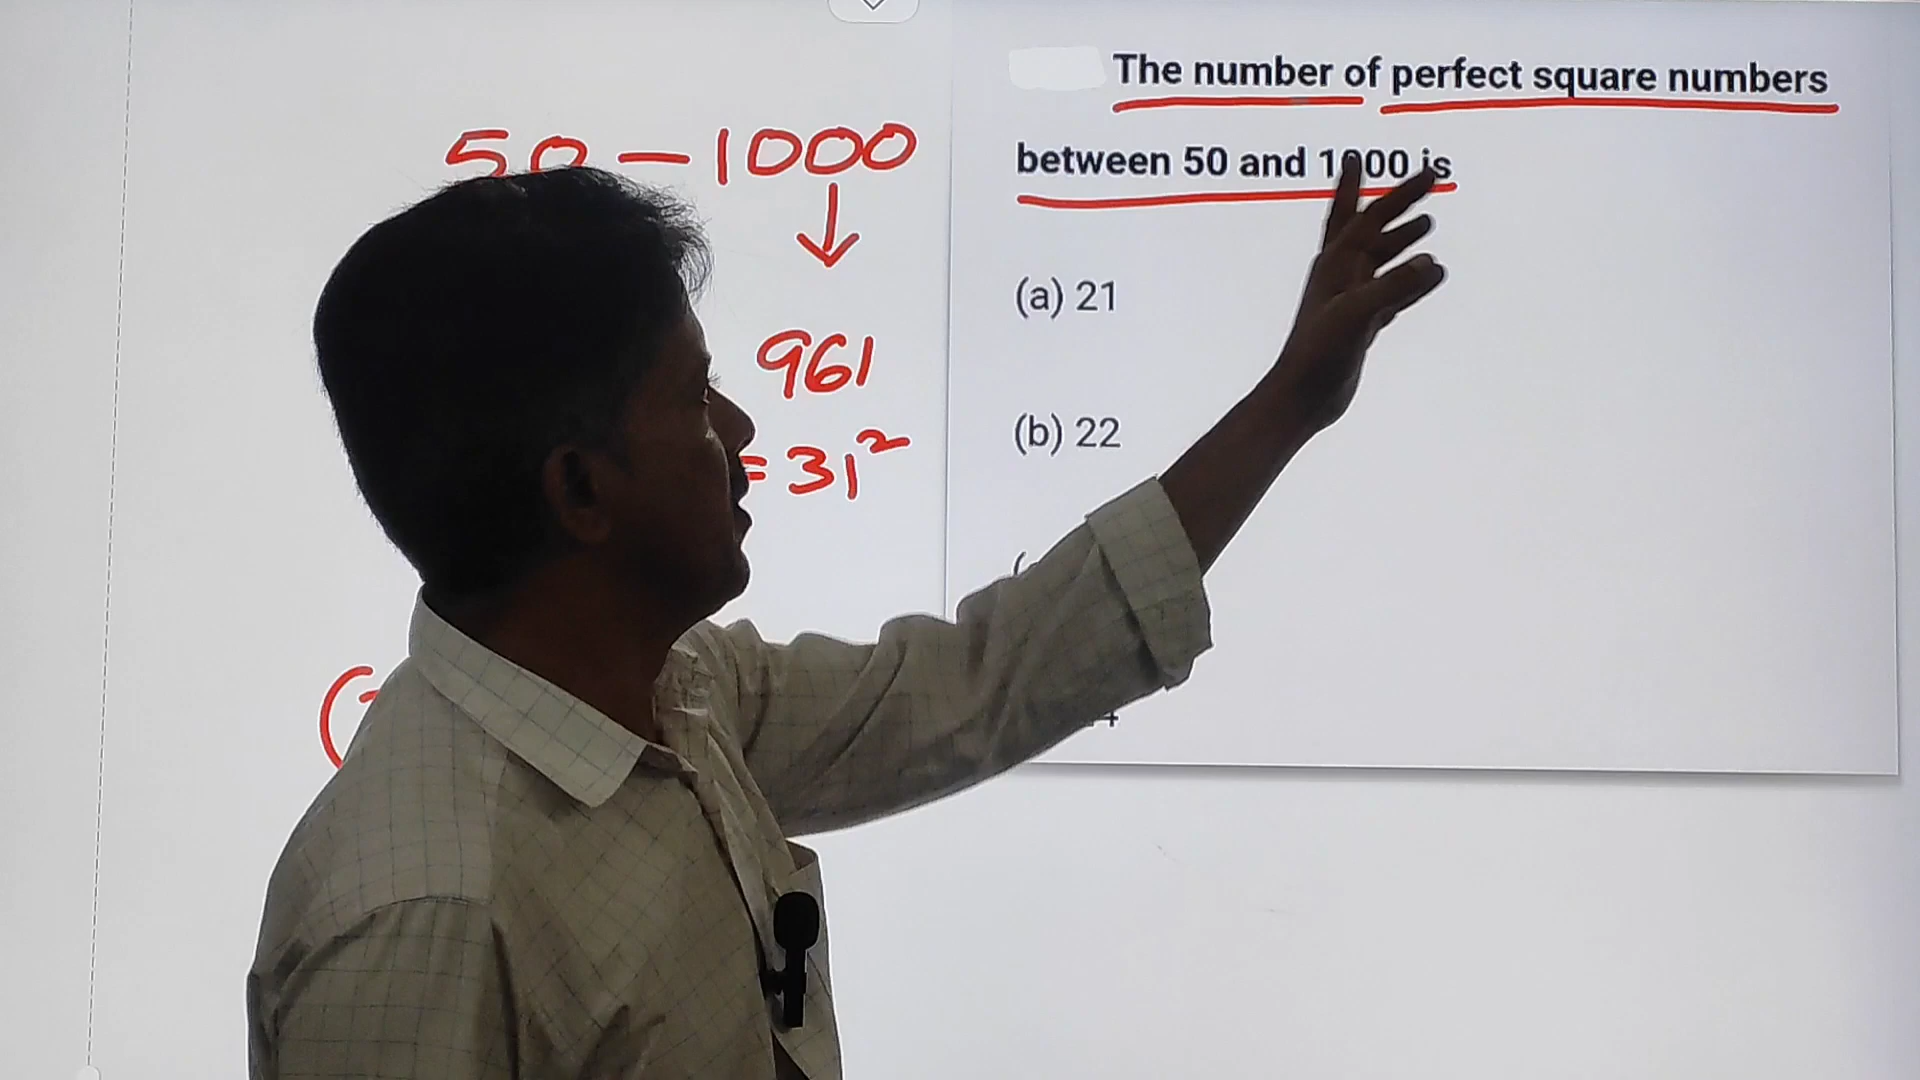 The number of perfect square numbers
between 50 and 1000 is
(a) 21
(b) 22
50 - 1000
961
= 31²